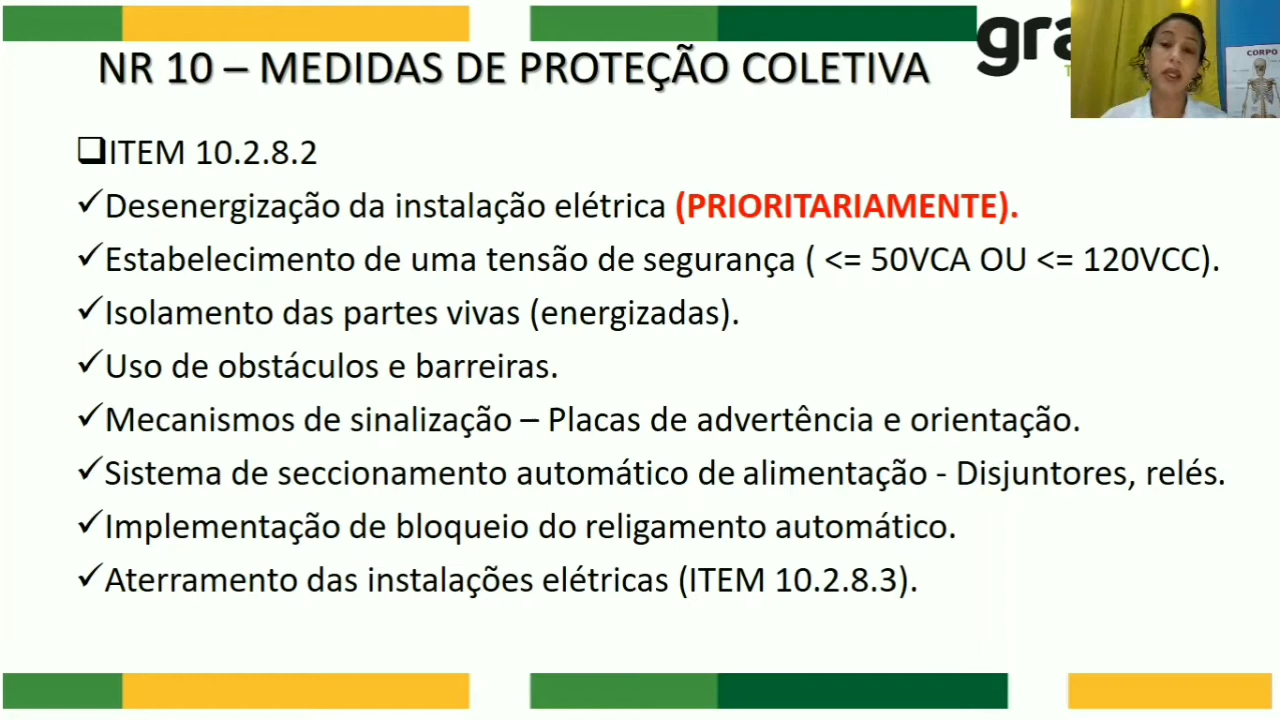 gra
NR 10 – MEDIDAS DE PROTEÇÃO COLETIVA
CORPO
ITEM 10.2.8.2
Desenergização da instalação elétrica (PRIORITARIAMENTE).
Estabelecimento de uma tensão de segurança ( <= 50VCA OU <= 120VCC).
Isolamento das partes vivas (energizadas).
Uso de obstáculos e barreiras.
Mecanismos de sinalização – Placas de advertência e orientação.
Sistema de seccionamento automático de alimentação - Disjuntores, relés.
Implementação de bloqueio do religamento automático.
Aterramento das instalações elétricas (ITEM 10.2.8.3).